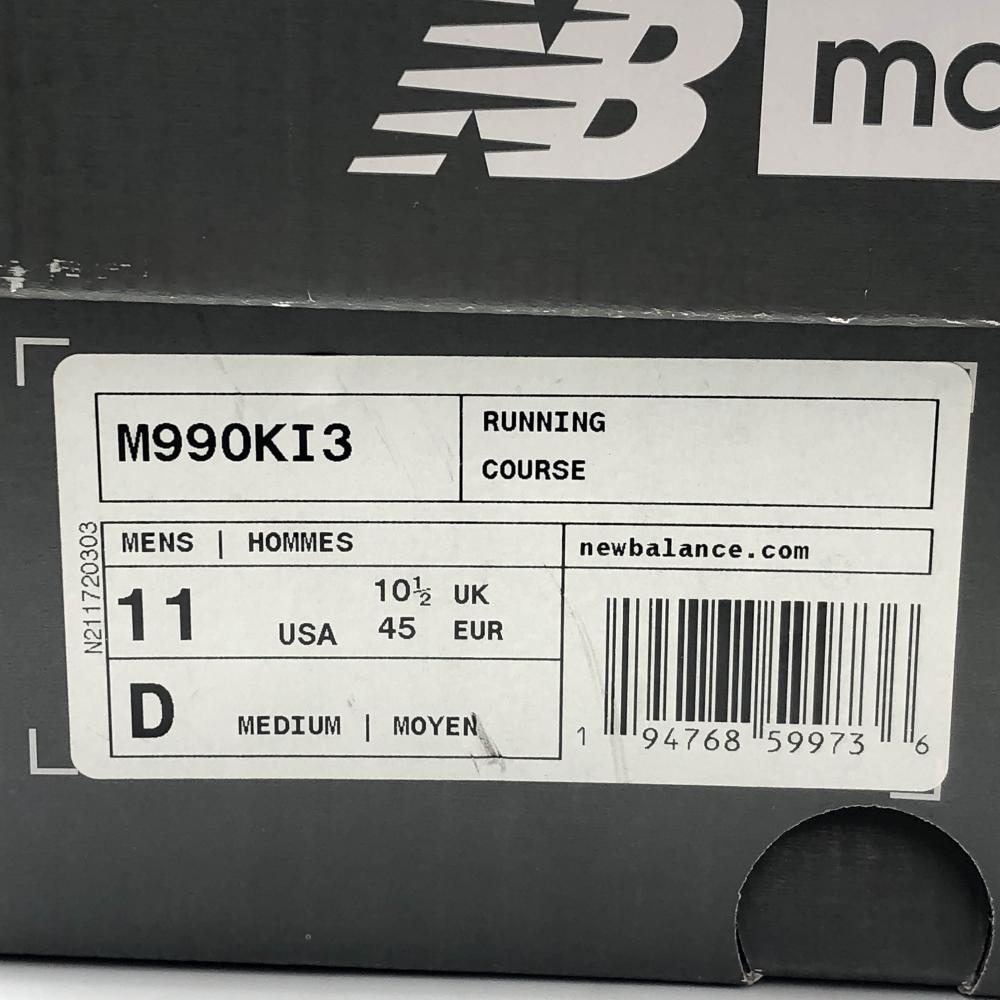 NB
M990KI3
RUNNING
COURSE
MENS | HOMMES
newbalance.com
11 USA
10½ UK
45 EUR
D
MEDIUM | MOYEN
N211720303
1 94768 59973 6